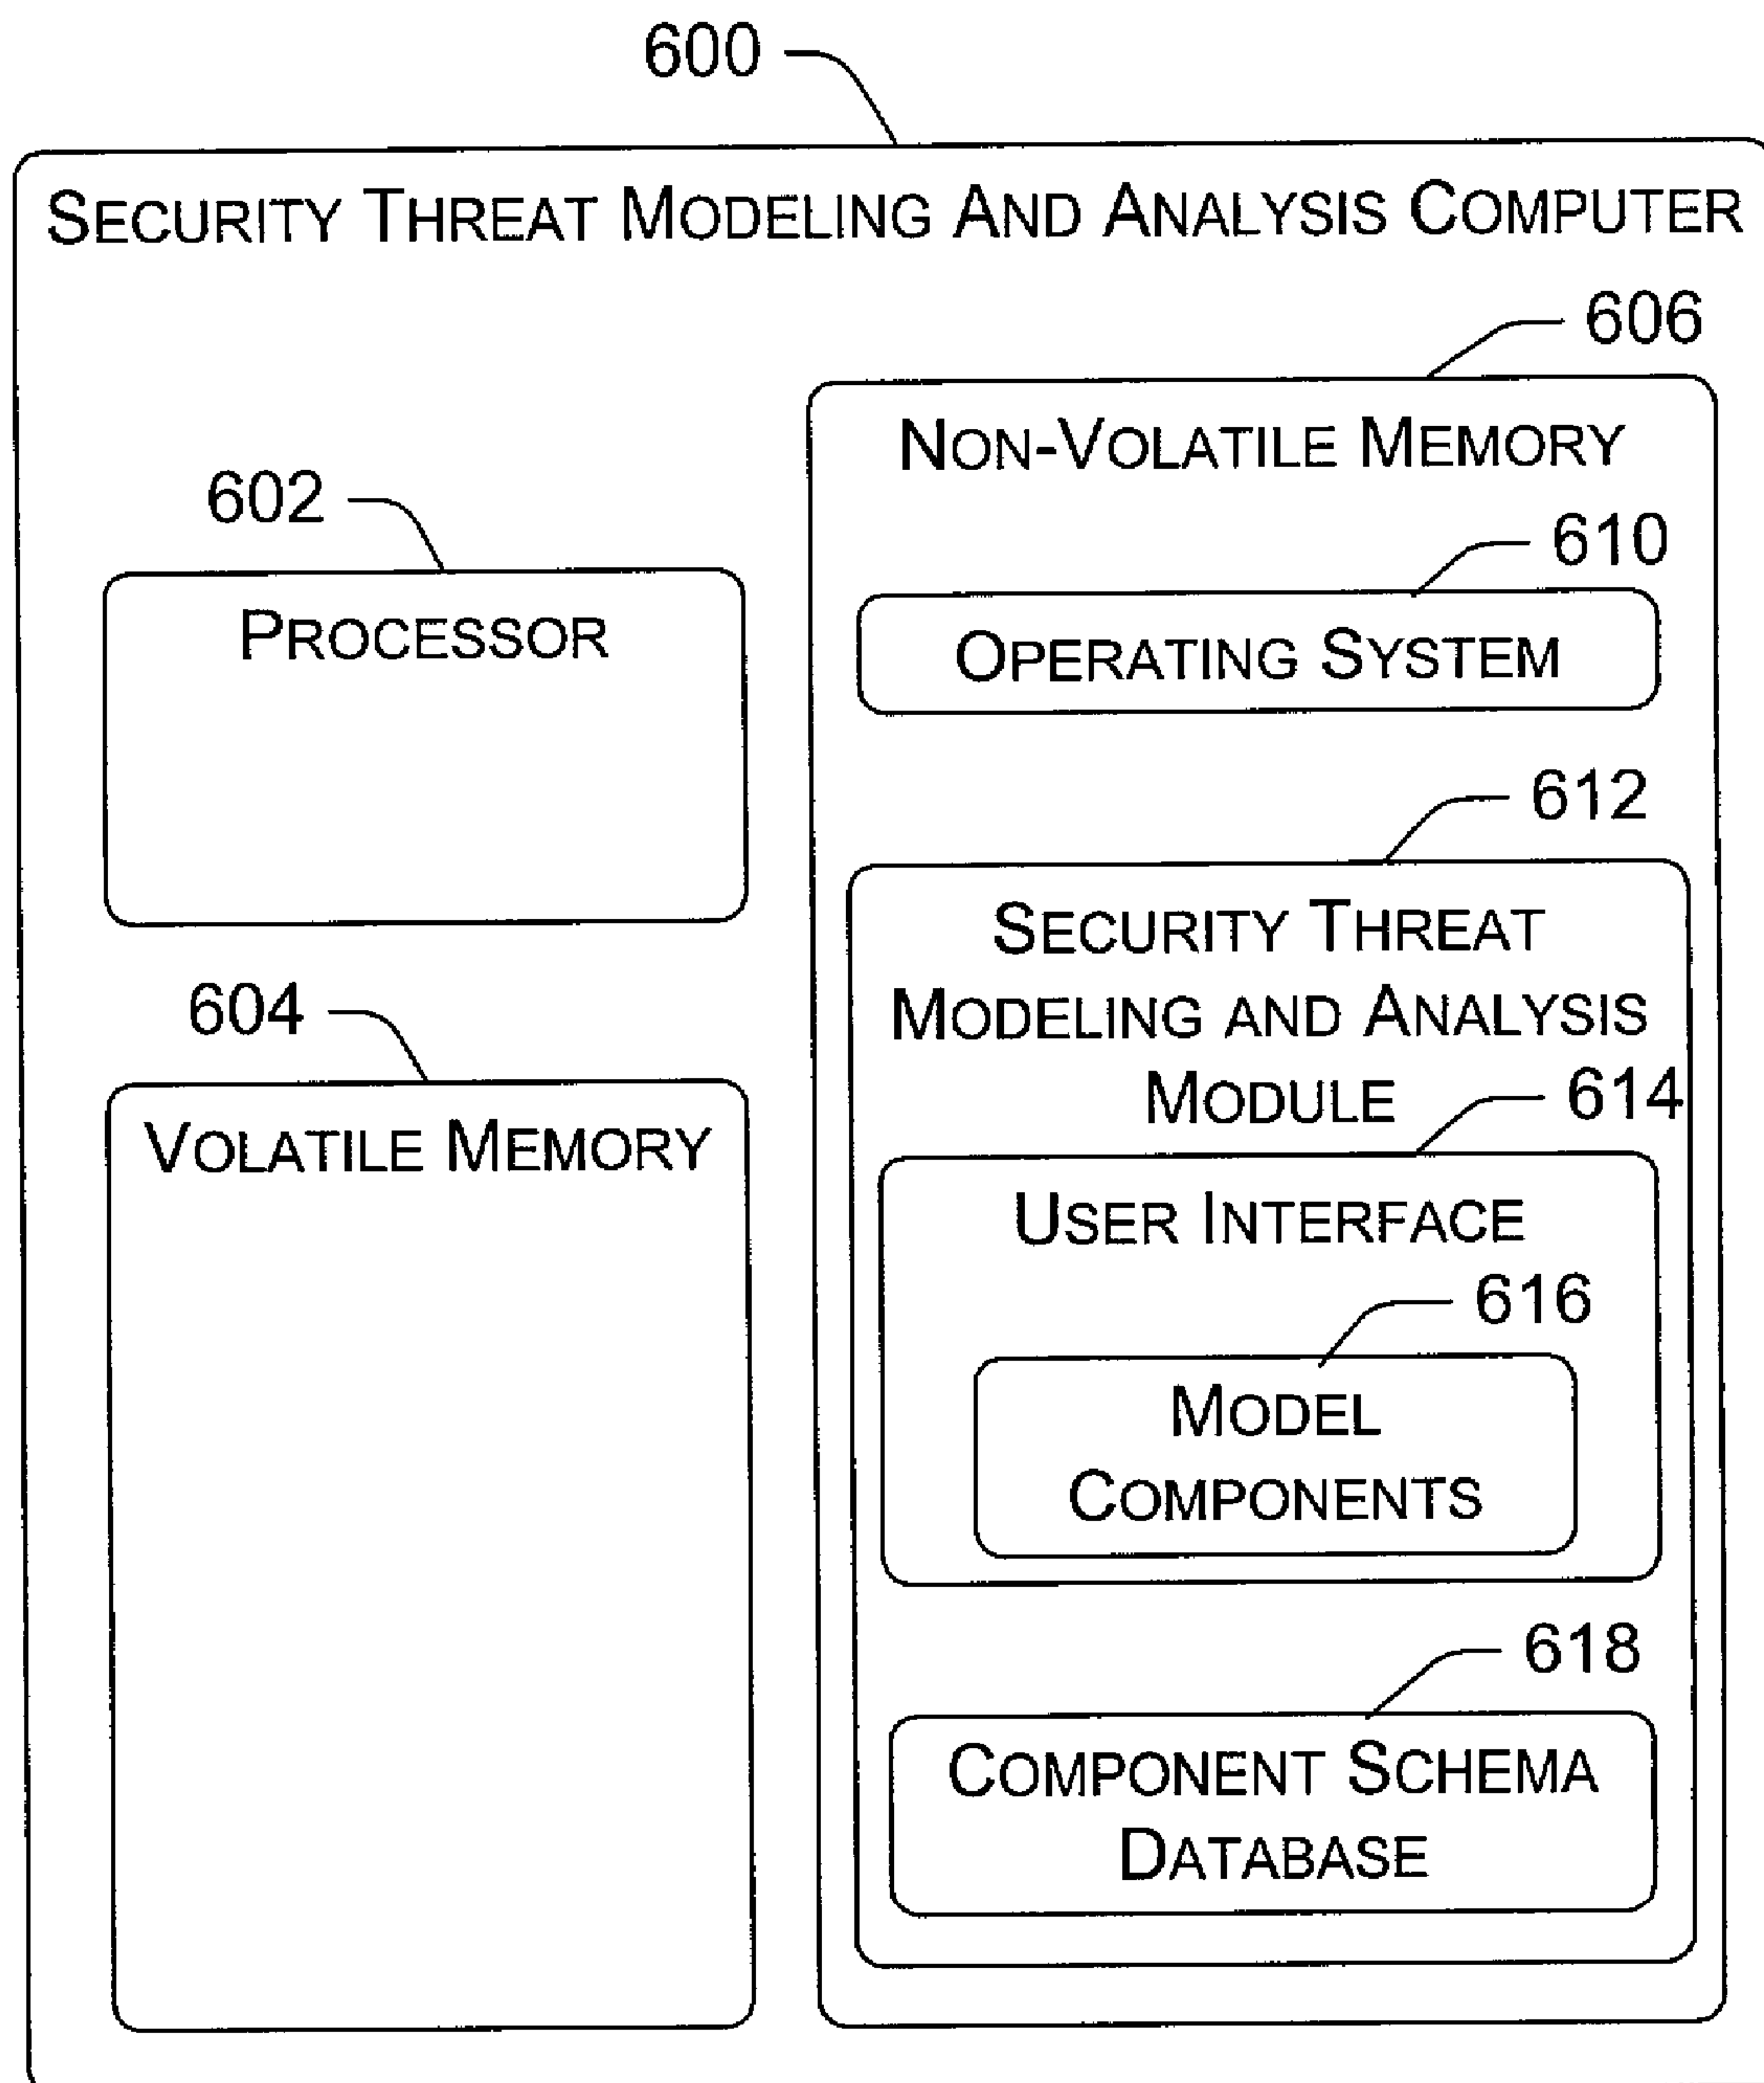 600
SECURITY THREAT MODELING AND ANALYSIS COMPUTER
606
NON-VOLATILE MEMORY
602
610
PROCESSOR
OPERATING SYSTEM
612
SECURITY THREAT
MODELING AND ANALYSIS
MODULE
604
614
VOLATILE MEMORY
USER INTERFACE
616
MODEL
COMPONENTS
618
COMPONENT SCHEMA
DATABASE